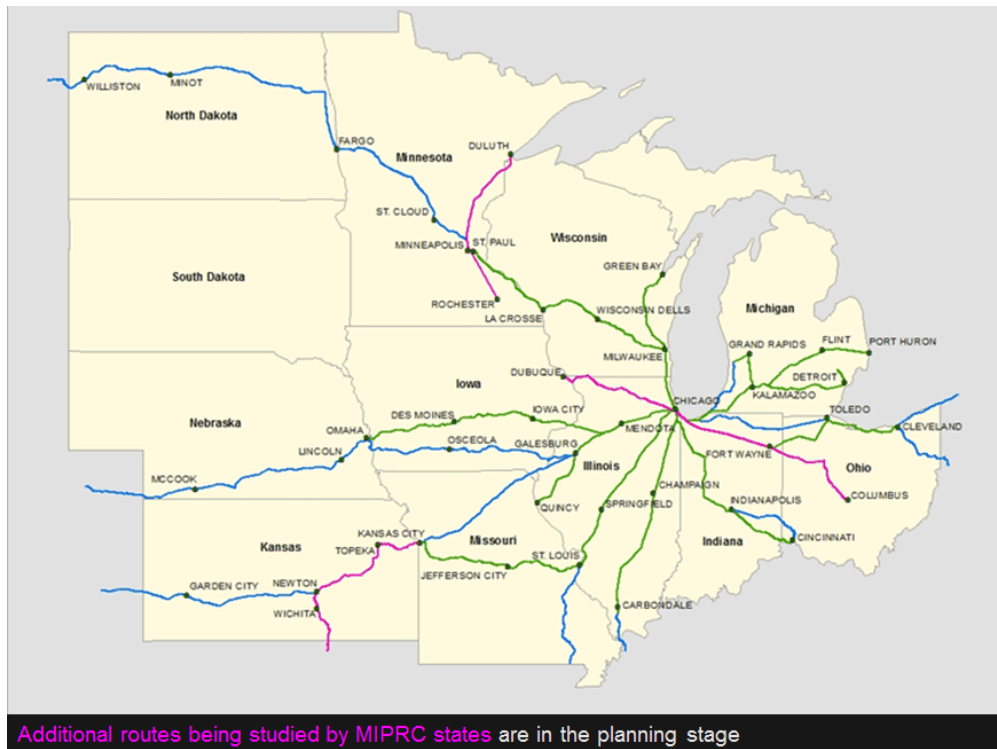 WILLISTON
MINOT
North Dakota
FARGO
Minnesota
DULUTH
ST. CLOUD
MINNEAPOLIS
ST. PAUL
Wisconsin
GREEN BAY
South Dakota
ROCHESTER
LA CROSSE
WISCONSIN DELLS
Michigan
MILWAUKEE
GRAND RAPIDS
FLINT
PORT HURON
DETROIT
KALAMAZOO
DUBUQUE
Iowa
CHICAGO
TOLEDO
Nebraska
DES MOINES
IOWA CITY
MENDOTA
CLEVELAND
OMAHA
OSCEOLA
GALESBURG
LINCOLN
Illinois
FORT WAYNE
Ohio
MCCOOK
CHAMPAIGN
COLUMBUS
QUINCY
SPRINGFIELD
INDIANAPOLIS
KANSAS CITY
Kansas
TOPEKA
Missouri
Indiana
CINCINNATI
ST. LOUIS
JEFFERSON CITY
GARDEN CITY
NEWTON
WICHITA
CARBONDALE
Additional routes being studied by MIPRC states are in the planning stage